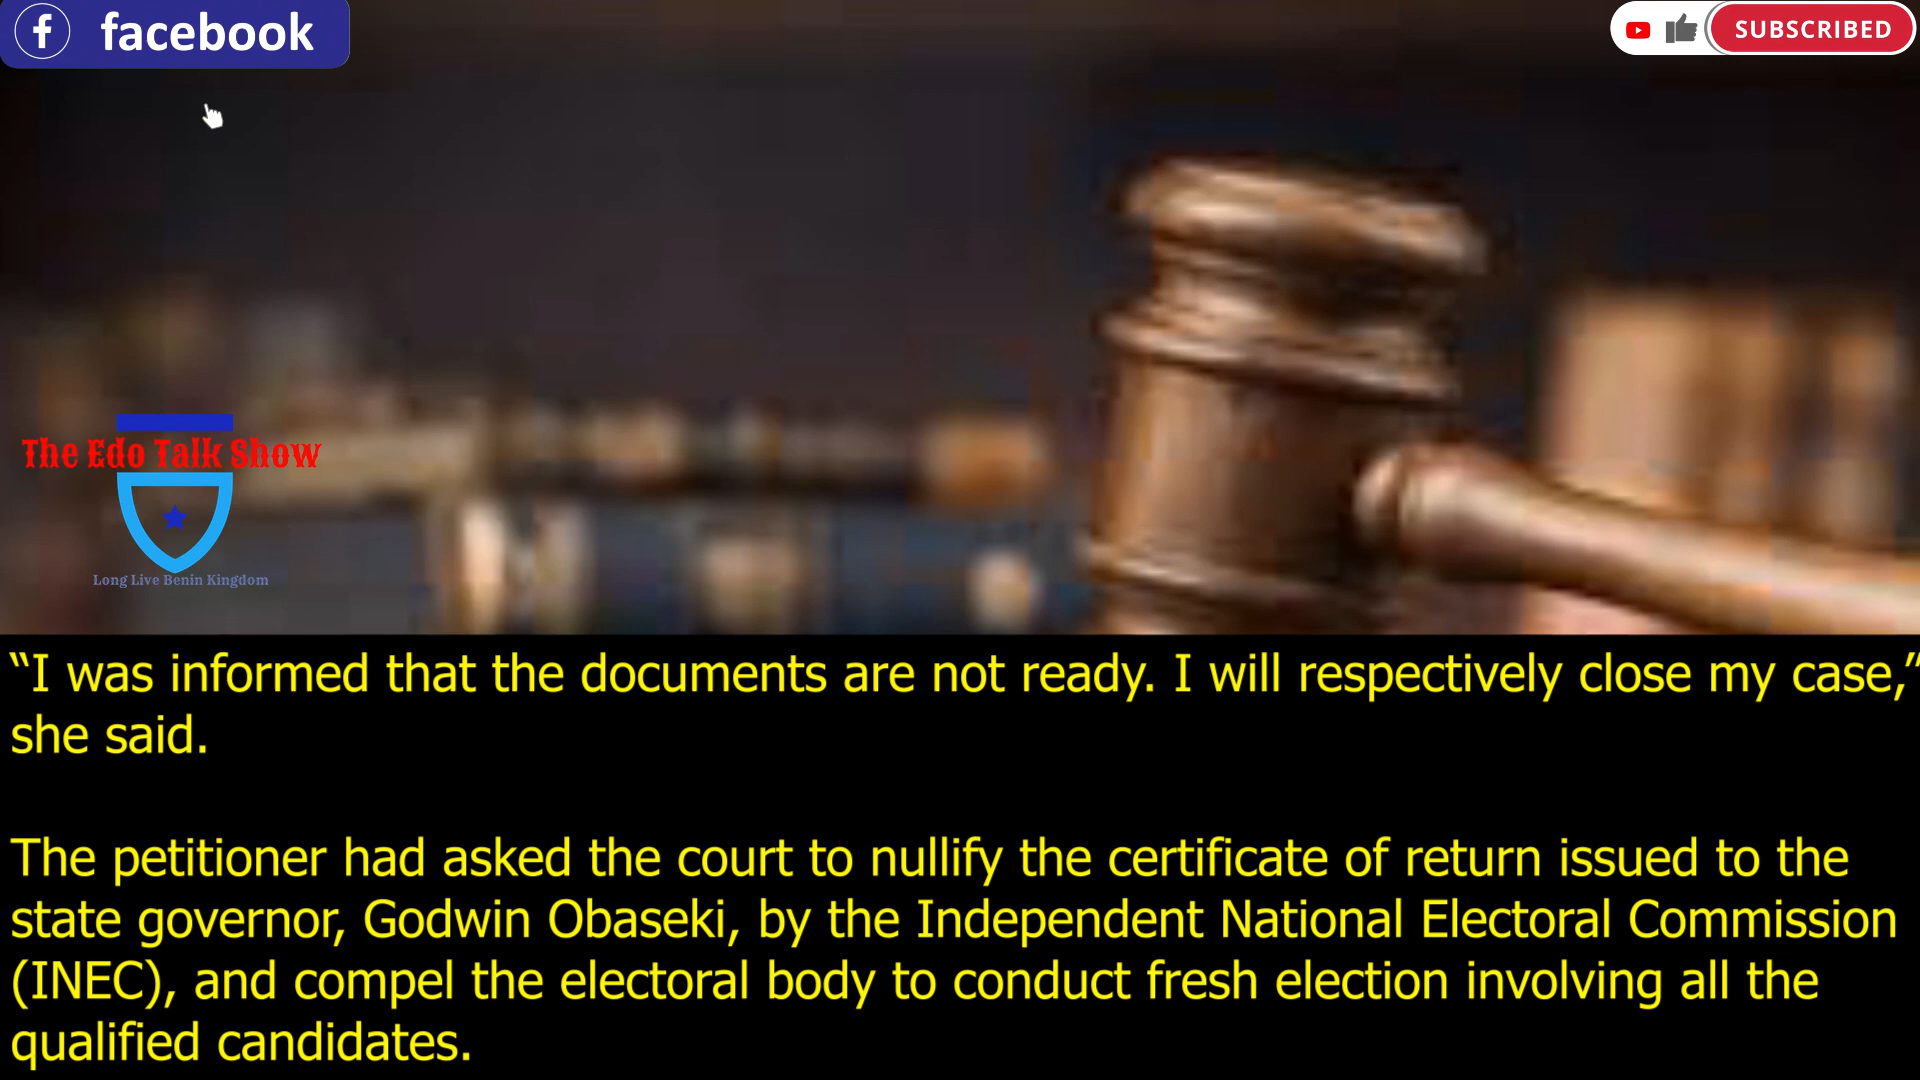 facebook
SUBSCRIBED
The Edo Talk Show
Long Live Benin Kingdom
“I was informed that the documents are not ready. I will respectively close my case,”
she said.
The petitioner had asked the court to nullify the certificate of return issued to the
state governor, Godwin Obaseki, by the Independent National Electoral Commission
(INEC), and compel the electoral body to conduct fresh election involving all the
qualified candidates.